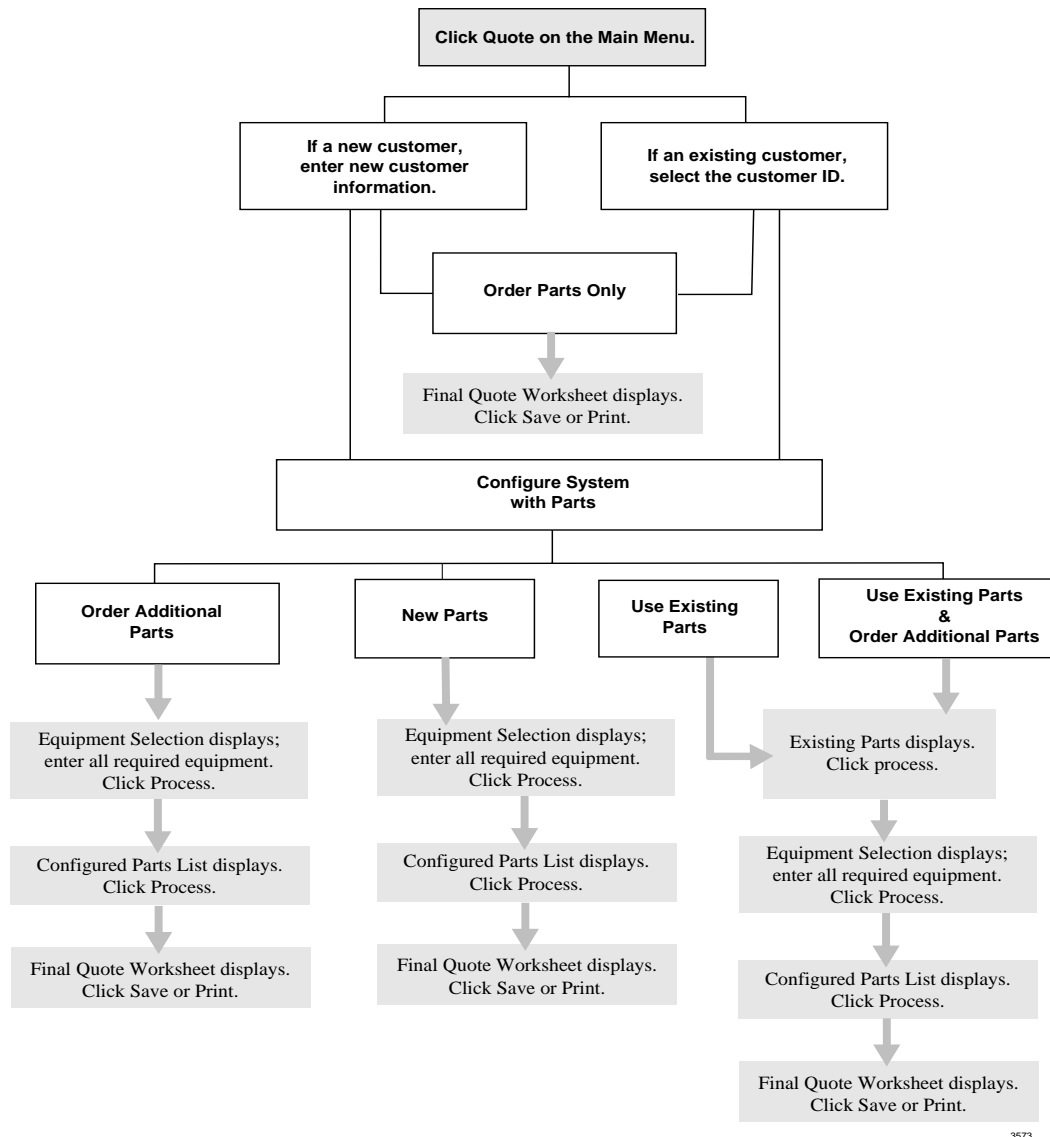 Click Quote on the Main Menu.
If a new customer,
enter new customer
information.
If an existing customer,
select the customer ID.
Order Parts Only
Final Quote Worksheet displays.
Click Save or Print.
Configure System
with Parts
Order Additional
Parts
New Parts
Use Existing
Parts
Use Existing Parts
&
Order Additional Parts
Equipment Selection displays;
enter all required equipment.
Click Process.
Configured Parts List displays.
Click Process.
Final Quote Worksheet displays.
Click Save or Print.
Equipment Selection displays;
enter all required equipment.
Click Process.
Configured Parts List displays.
Click Process.
Final Quote Worksheet displays.
Click Save or Print.
Existing Parts displays.
Click process.
Equipment Selection displays;
enter all required equipment.
Click Process.
Configured Parts List displays.
Click Process.
Final Quote Worksheet displays.
Click Save or Print.
3573